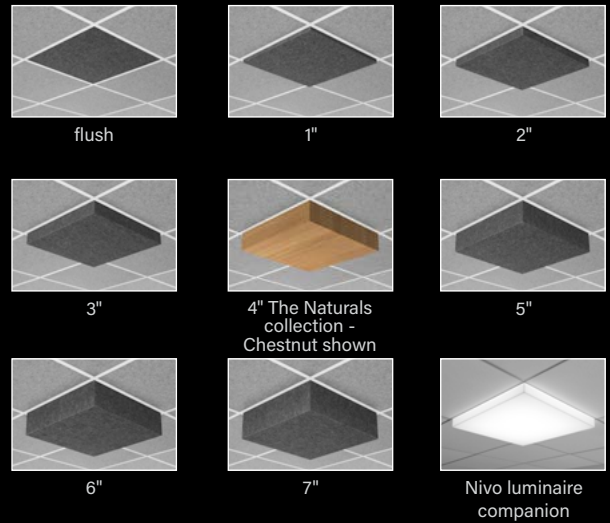 flush
1"
2"
3"
4" The Naturals
collection -
Chestnut shown
5"
6"
7"
Nivo luminaire
companion